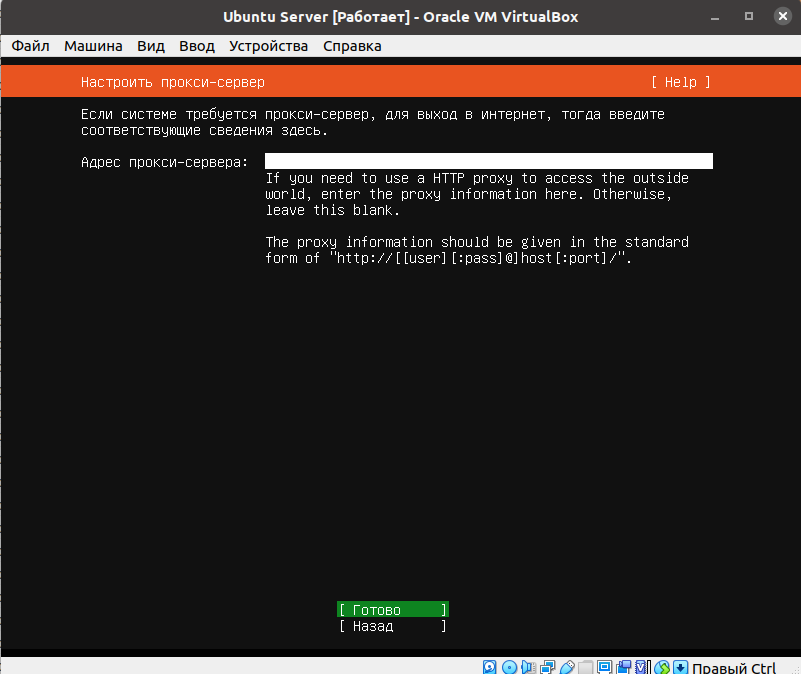 Ubuntu Server [Работает] - Oracle VM VirtualBox
Файл Машина Вид Ввод Устройства Справка
Настроить прокси-сервер [ Help ]
Если системе требуется прокси-сервер, для выход в интернет, тогда введите
соответствующие сведения здесь.
Адрес прокси-сервера:
If you need to use a HTTP proxy to access the outside
world, enter the proxy information here. Otherwise,
leave this blank.
The proxy information should be given in the standard
form of "http://[[user][:pass]@]host[:port]/".
[ Готово ]
[ Назад ]
Правый Ctrl